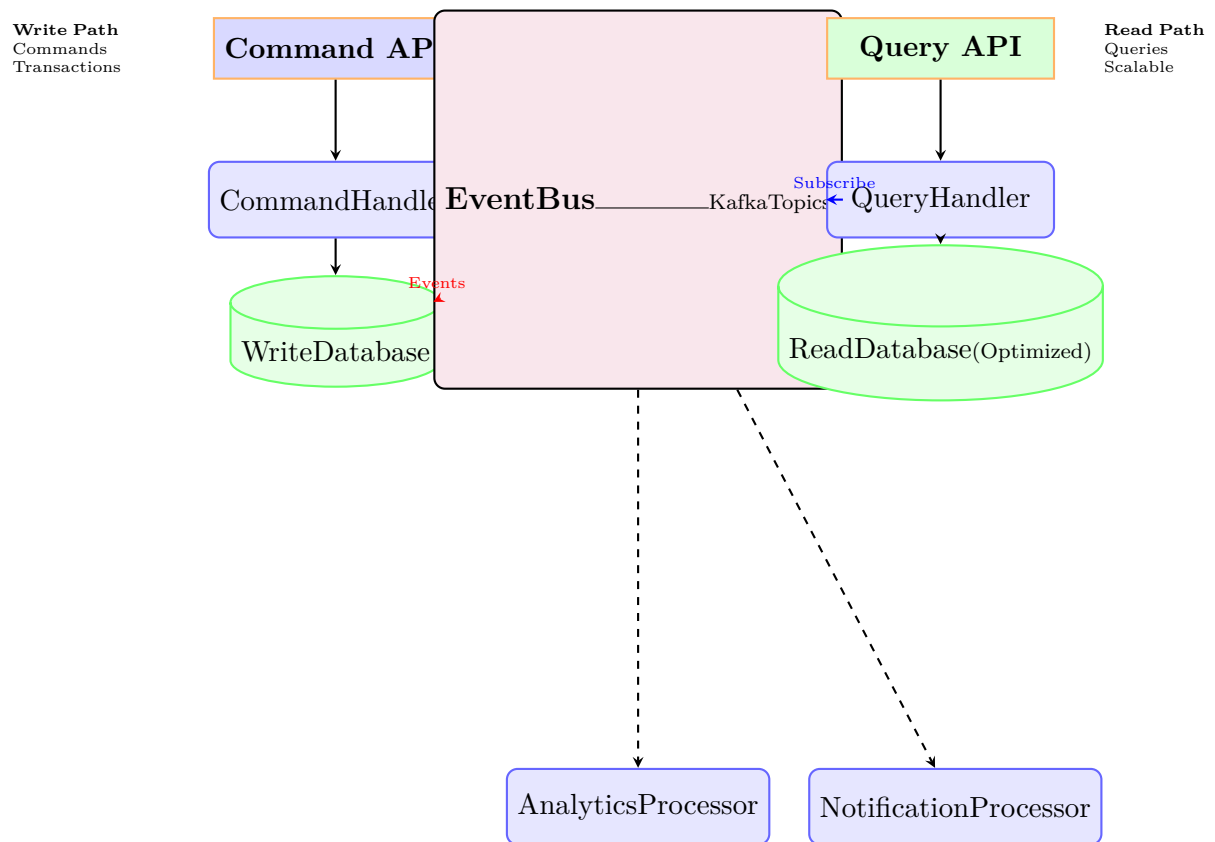 Write Path
Commands
Transactions
Command AP
Query API
Read Path
Queries
Scalable
CommandHandle
EventBus
KafkaTopics
Subscribe
QueryHandler
Events
WriteDatabase
ReadDatabase(Optimized)
AnalyticsProcessor
NotificationProcessor